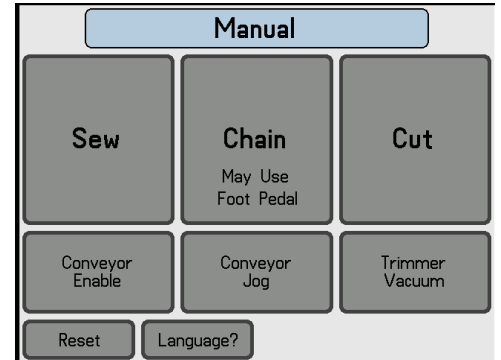 Manual
Sew
Chain
May Use
Foot Pedal
Cut
Conveyor
Enable
Conveyor
Jog
Trimmer
Vacuum
Reset
Language?